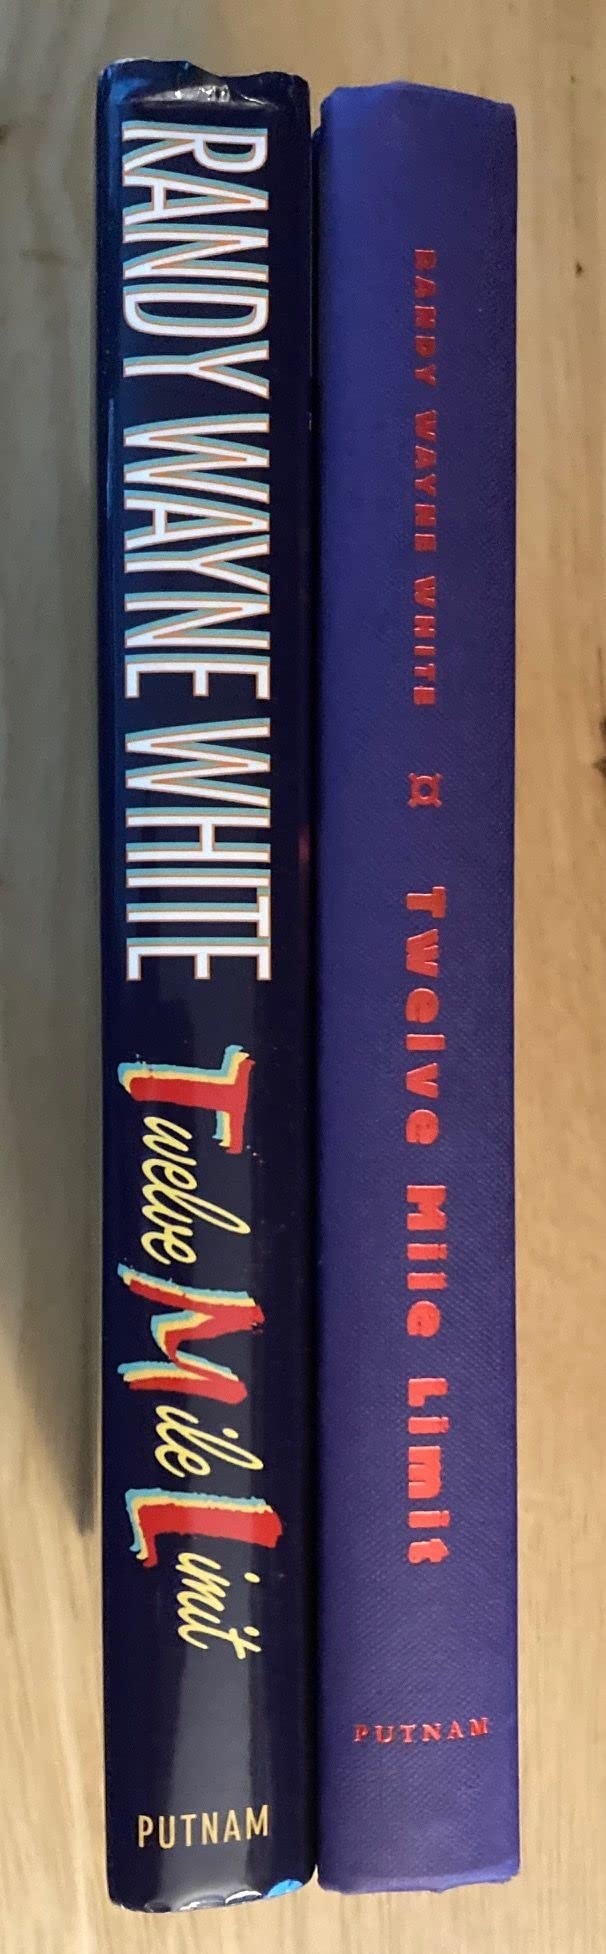 RANDY WAYNE WHITE
Twelve Mile Limit
PUTNAM
RANDY WAYNE WHITE ¤ Twelve Mile Limit
PUTNAM